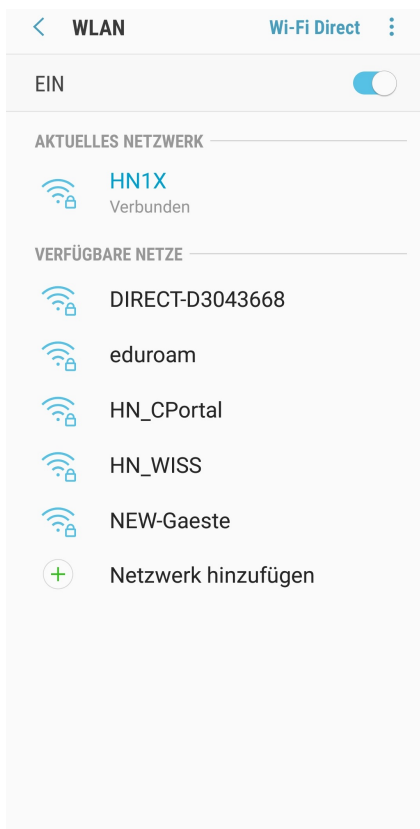 WLAN Wi-Fi Direct
EIN
AKTUELLES NETZWERK
HN1X
Verbunden
VERFÜGBARE NETZE
DIRECT-D3043668
eduroam
HN_CPortal
HN_WISS
NEW-Gaeste
Netzwerk hinzufügen